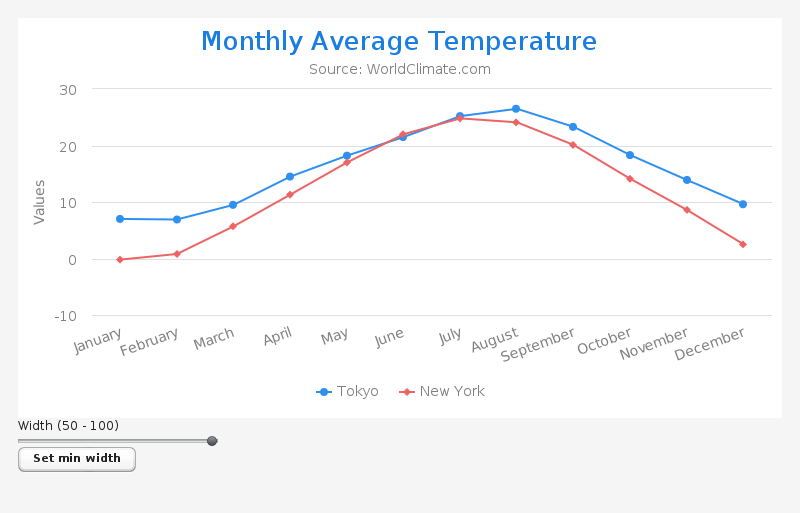 Monthly Average Temperature
Source: WorldClimate.com
Values
30
20
10
0
-10
January February March April May June July August September October November December
Tokyo New York
Width (50 - 100)
Set min width